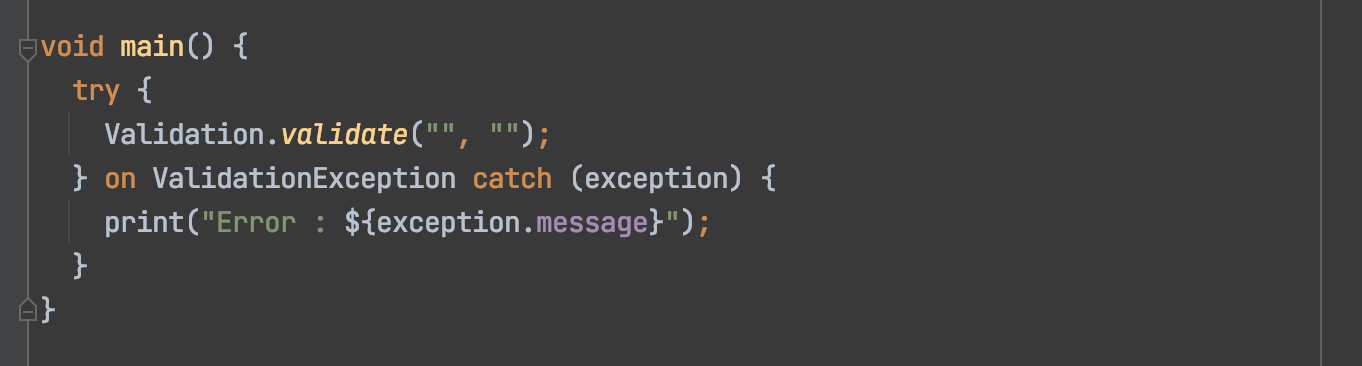 void main() {
  try {
    Validation.validate("", "");
  } on ValidationException catch (exception) {
    print("Error : ${exception.message}");
  }
}